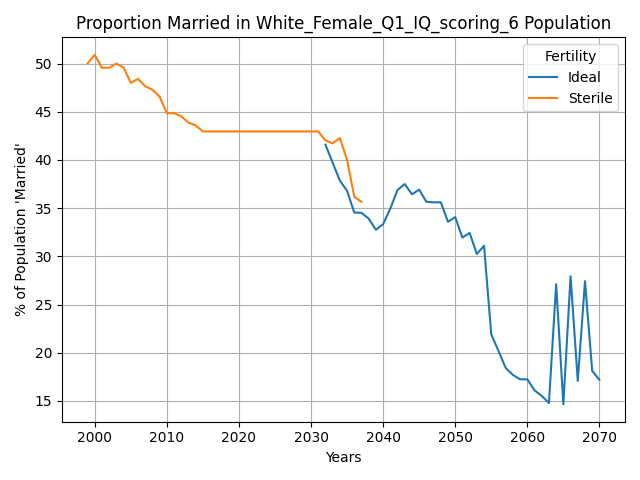 Proportion Married in White_Female_Q1_IQ_scoring_6 Population
% of Population 'Married'
50
45
40
35
30
25
20
15
Fertility
Ideal
Sterile
2000 2010 2020 2030 2040 2050 2060 2070
Years